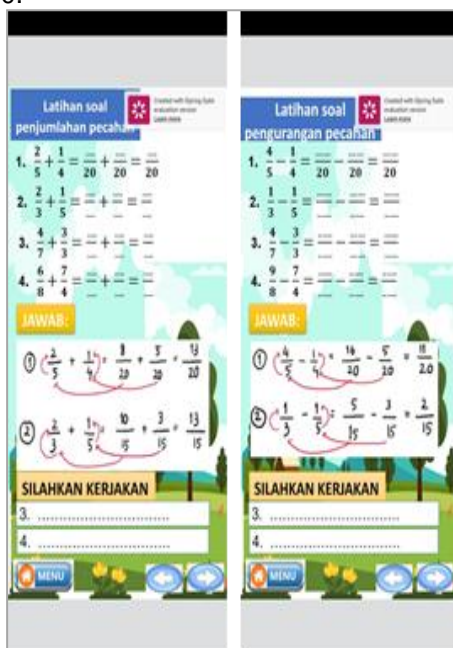 Latihan soal
penjumlahan pecahan
Created with iSpring Suite
evaluation version
Learn more
1. 2/5 + 1/4 = .../20 + .../20 = .../20
2. 2/3 + 1/5 = .../... + .../... = .../...
3. 4/7 + 3/3 = .../... + .../... = .../...
4. 6/8 + 7/4 = .../... + .../... = .../...
JAWAB:
① 2/5 + 1/4 = 8/20 + 5/20 = 13/20
② 2/3 + 1/5 = 10/15 + 3/15 = 13/15
SILAHKAN KERJAKAN
3. ..............................
4. ..............................
MENU
Latihan soal
pengurangan pecahan
Created with iSpring Suite
evaluation version
Learn more
1. 4/5 - 1/4 = .../20 - .../20 = .../20
2. 1/3 - 1/5 = .../... - .../... = .../...
3. 4/7 - 3/3 = .../... - .../... = .../...
4. 9/8 - 7/4 = .../... - .../... = .../...
JAWAB:
① 4/5 - 1/4 = 16/20 - 5/20 = 11/20
② 1/3 - 1/5 = 5/15 - 3/15 = 2/15
SILAHKAN KERJAKAN
3. ..............................
4. ..............................
MENU